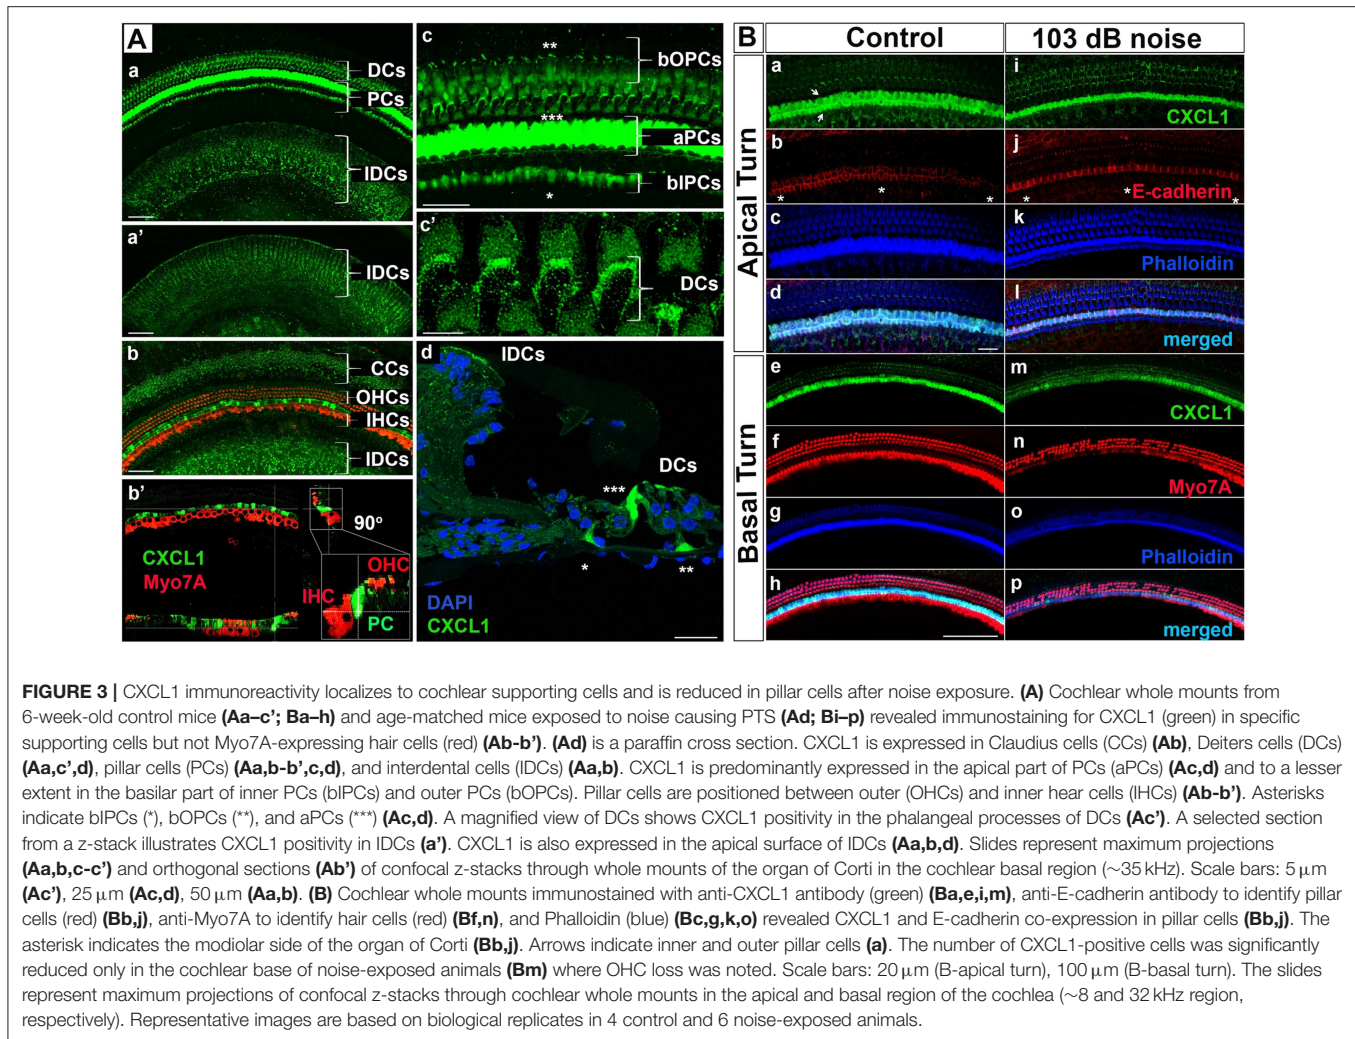 A
a
DCs
PCs
IDCs
a'
IDCs
b
CCs
OHCs
IHCs
IDCs
b'
90°
CXCL1
Myo7A
OHC
IHC
PC
c
**
bOPCs
***
aPCs
bIPCs
*
c'
DCs
d
IDCs
DCs
***
*
**
DAPI
CXCL1
B
Control
103 dB noise
Apical Turn
Basal Turn
a
i
CXCL1
b
j
E-cadherin
* * *
* * *
c
k
Phalloidin
d
l
merged
e
m
CXCL1
f
n
Myo7A
g
o
Phalloidin
h
p
merged
FIGURE 3 | CXCL1 immunoreactivity localizes to cochlear supporting cells and is reduced in pillar cells after noise exposure. (A) Cochlear whole mounts from
6-week-old control mice (Aa–c'; Ba–h) and age-matched mice exposed to noise causing PTS (Ad; Bi–p) revealed immunostaining for CXCL1 (green) in specific
supporting cells but not Myo7A-expressing hair cells (red) (Ab-b'). (Ad) is a paraffin cross section. CXCL1 is expressed in Claudius cells (CCs) (Ab), Deiters cells (DCs)
(Aa,c',d), pillar cells (PCs) (Aa,b-b',c,d), and interdental cells (IDCs) (Aa,b). CXCL1 is predominantly expressed in the apical part of PCs (aPCs) (Ac,d) and to a lesser
extent in the basilar part of inner PCs (bIPCs) and outer PCs (bOPCs). Pillar cells are positioned between outer (OHCs) and inner hear cells (IHCs) (Ab-b'). Asterisks
indicate bIPCs (*), bOPCs (**), and aPCs (***) (Ac,d). A magnified view of DCs shows CXCL1 positivity in the phalangeal processes of DCs (Ac'). A selected section
from a z-stack illustrates CXCL1 positivity in IDCs (a'). CXCL1 is also expressed in the apical surface of IDCs (Aa,b,d). Slides represent maximum projections
(Aa,b,c-c') and orthogonal sections (Ab') of confocal z-stacks through whole mounts of the organ of Corti in the cochlear basal region (~35 kHz). Scale bars: 5 μm
(Ac'), 25 μm (Ac,d), 50 μm (Aa,b). (B) Cochlear whole mounts immunostained with anti-CXCL1 antibody (green) (Ba,e,i,m), anti-E-cadherin antibody to identify pillar
cells (red) (Bb,j), anti-Myo7A to identify hair cells (red) (Bf,n), and Phalloidin (blue) (Bc,g,k,o) revealed CXCL1 and E-cadherin co-expression in pillar cells (Bb,j). The
asterisk indicates the modiolar side of the organ of Corti (Bb,j). Arrows indicate inner and outer pillar cells (a). The number of CXCL1-positive cells was significantly
reduced only in the cochlear base of noise-exposed animals (Bm) where OHC loss was noted. Scale bars: 20 μm (B-apical turn), 100 μm (B-basal turn). The slides
represent maximum projections of confocal z-stacks through cochlear whole mounts in the apical and basal region of the cochlea (~8 and 32 kHz region,
respectively). Representative images are based on biological replicates in 4 control and 6 noise-exposed animals.